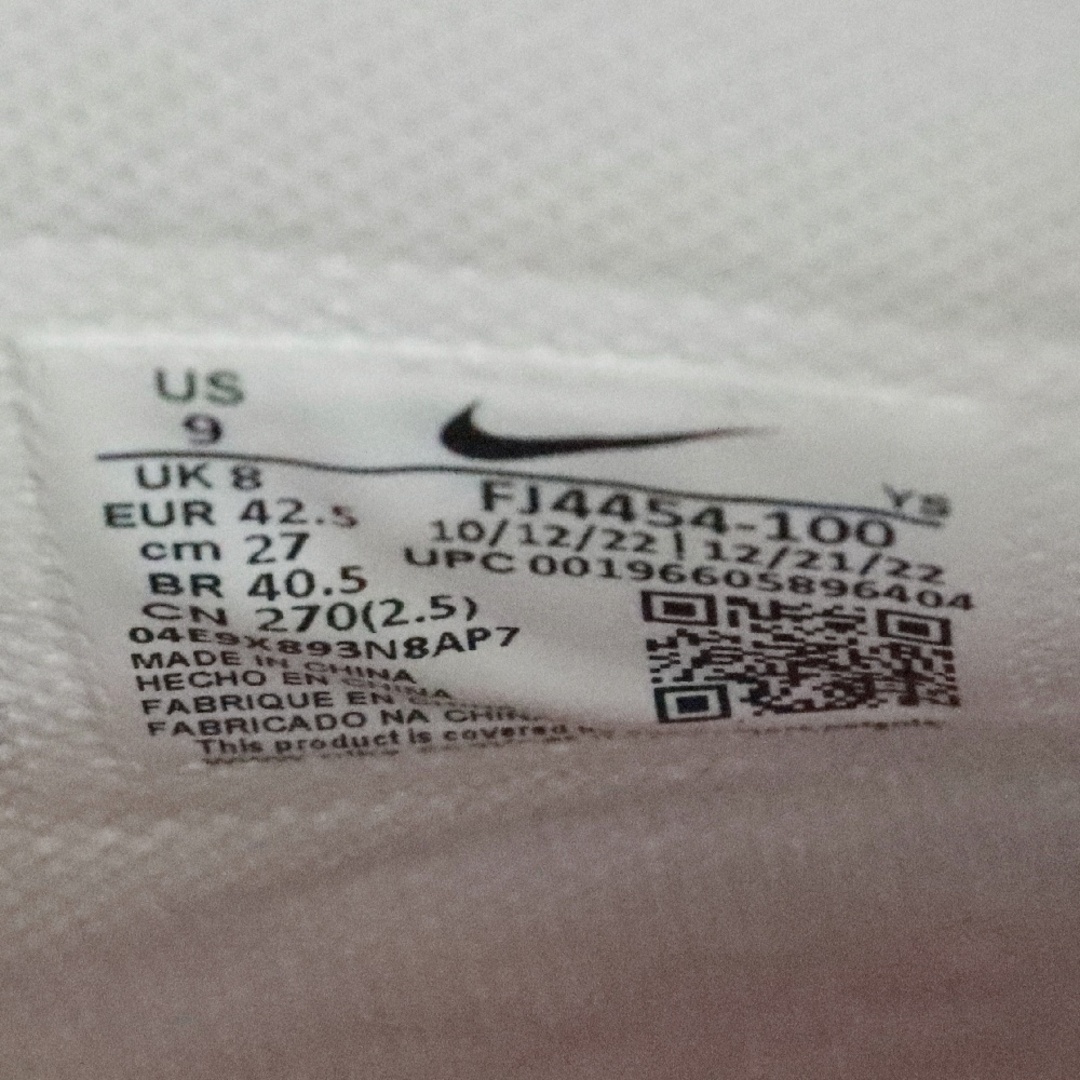 US
9
UK 8
EUR 42.5
cm 27
BR 40.5
CN 270(2.5)
04E9X893N8AP7
MADE IN CHINA
HECHO EN CHINA
FABRIQUE EN CHINA
FABRICADO NA CHINA
This product is covered
YS
FJ4454-100
10/12/22 | 12/21/22
UPC 00196605896404